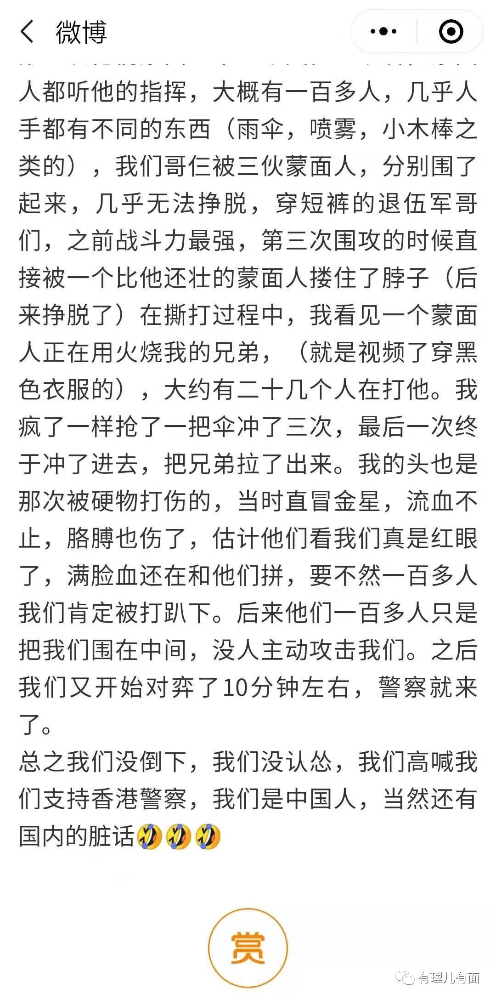 微博
人都听他的指挥，大概有一百多人，几乎人
手都有不同的东西（雨伞，喷雾，小木棒之
类的），我们哥仨被三伙蒙面人，分别围了
起来，几乎无法挣脱，穿短裤的退伍军哥
们，之前战斗力最强，第三次围攻的时候直
接被一个比他还壮的蒙面人搂住了脖子（后
来挣脱了）在撕打过程中，我看见一个蒙面
人正在用火烧我的兄弟，（就是视频了穿黑
色衣服的），大约有二十几个人在打他。我
疯了一样抢了一把伞冲了三次，最后一次终
于冲了进去，把兄弟拉了出来。我的头也是
那次被硬物打伤的，当时直冒金星，流血不
止，胳膊也伤了，估计他们看我们真是红眼
了，满脸血还在和他们拼，要不然一百多人
我们肯定被打趴下。后来他们一百多人只是
把我们围在中间，没人主动攻击我们。之后
我们又开始对弈了10分钟左右，警察就来
了。
总之我们没倒下，我们没认怂，我们高喊我
们支持香港警察，我们是中国人，当然还有
国内的脏话🤣🤣🤣
赏
有理儿有面